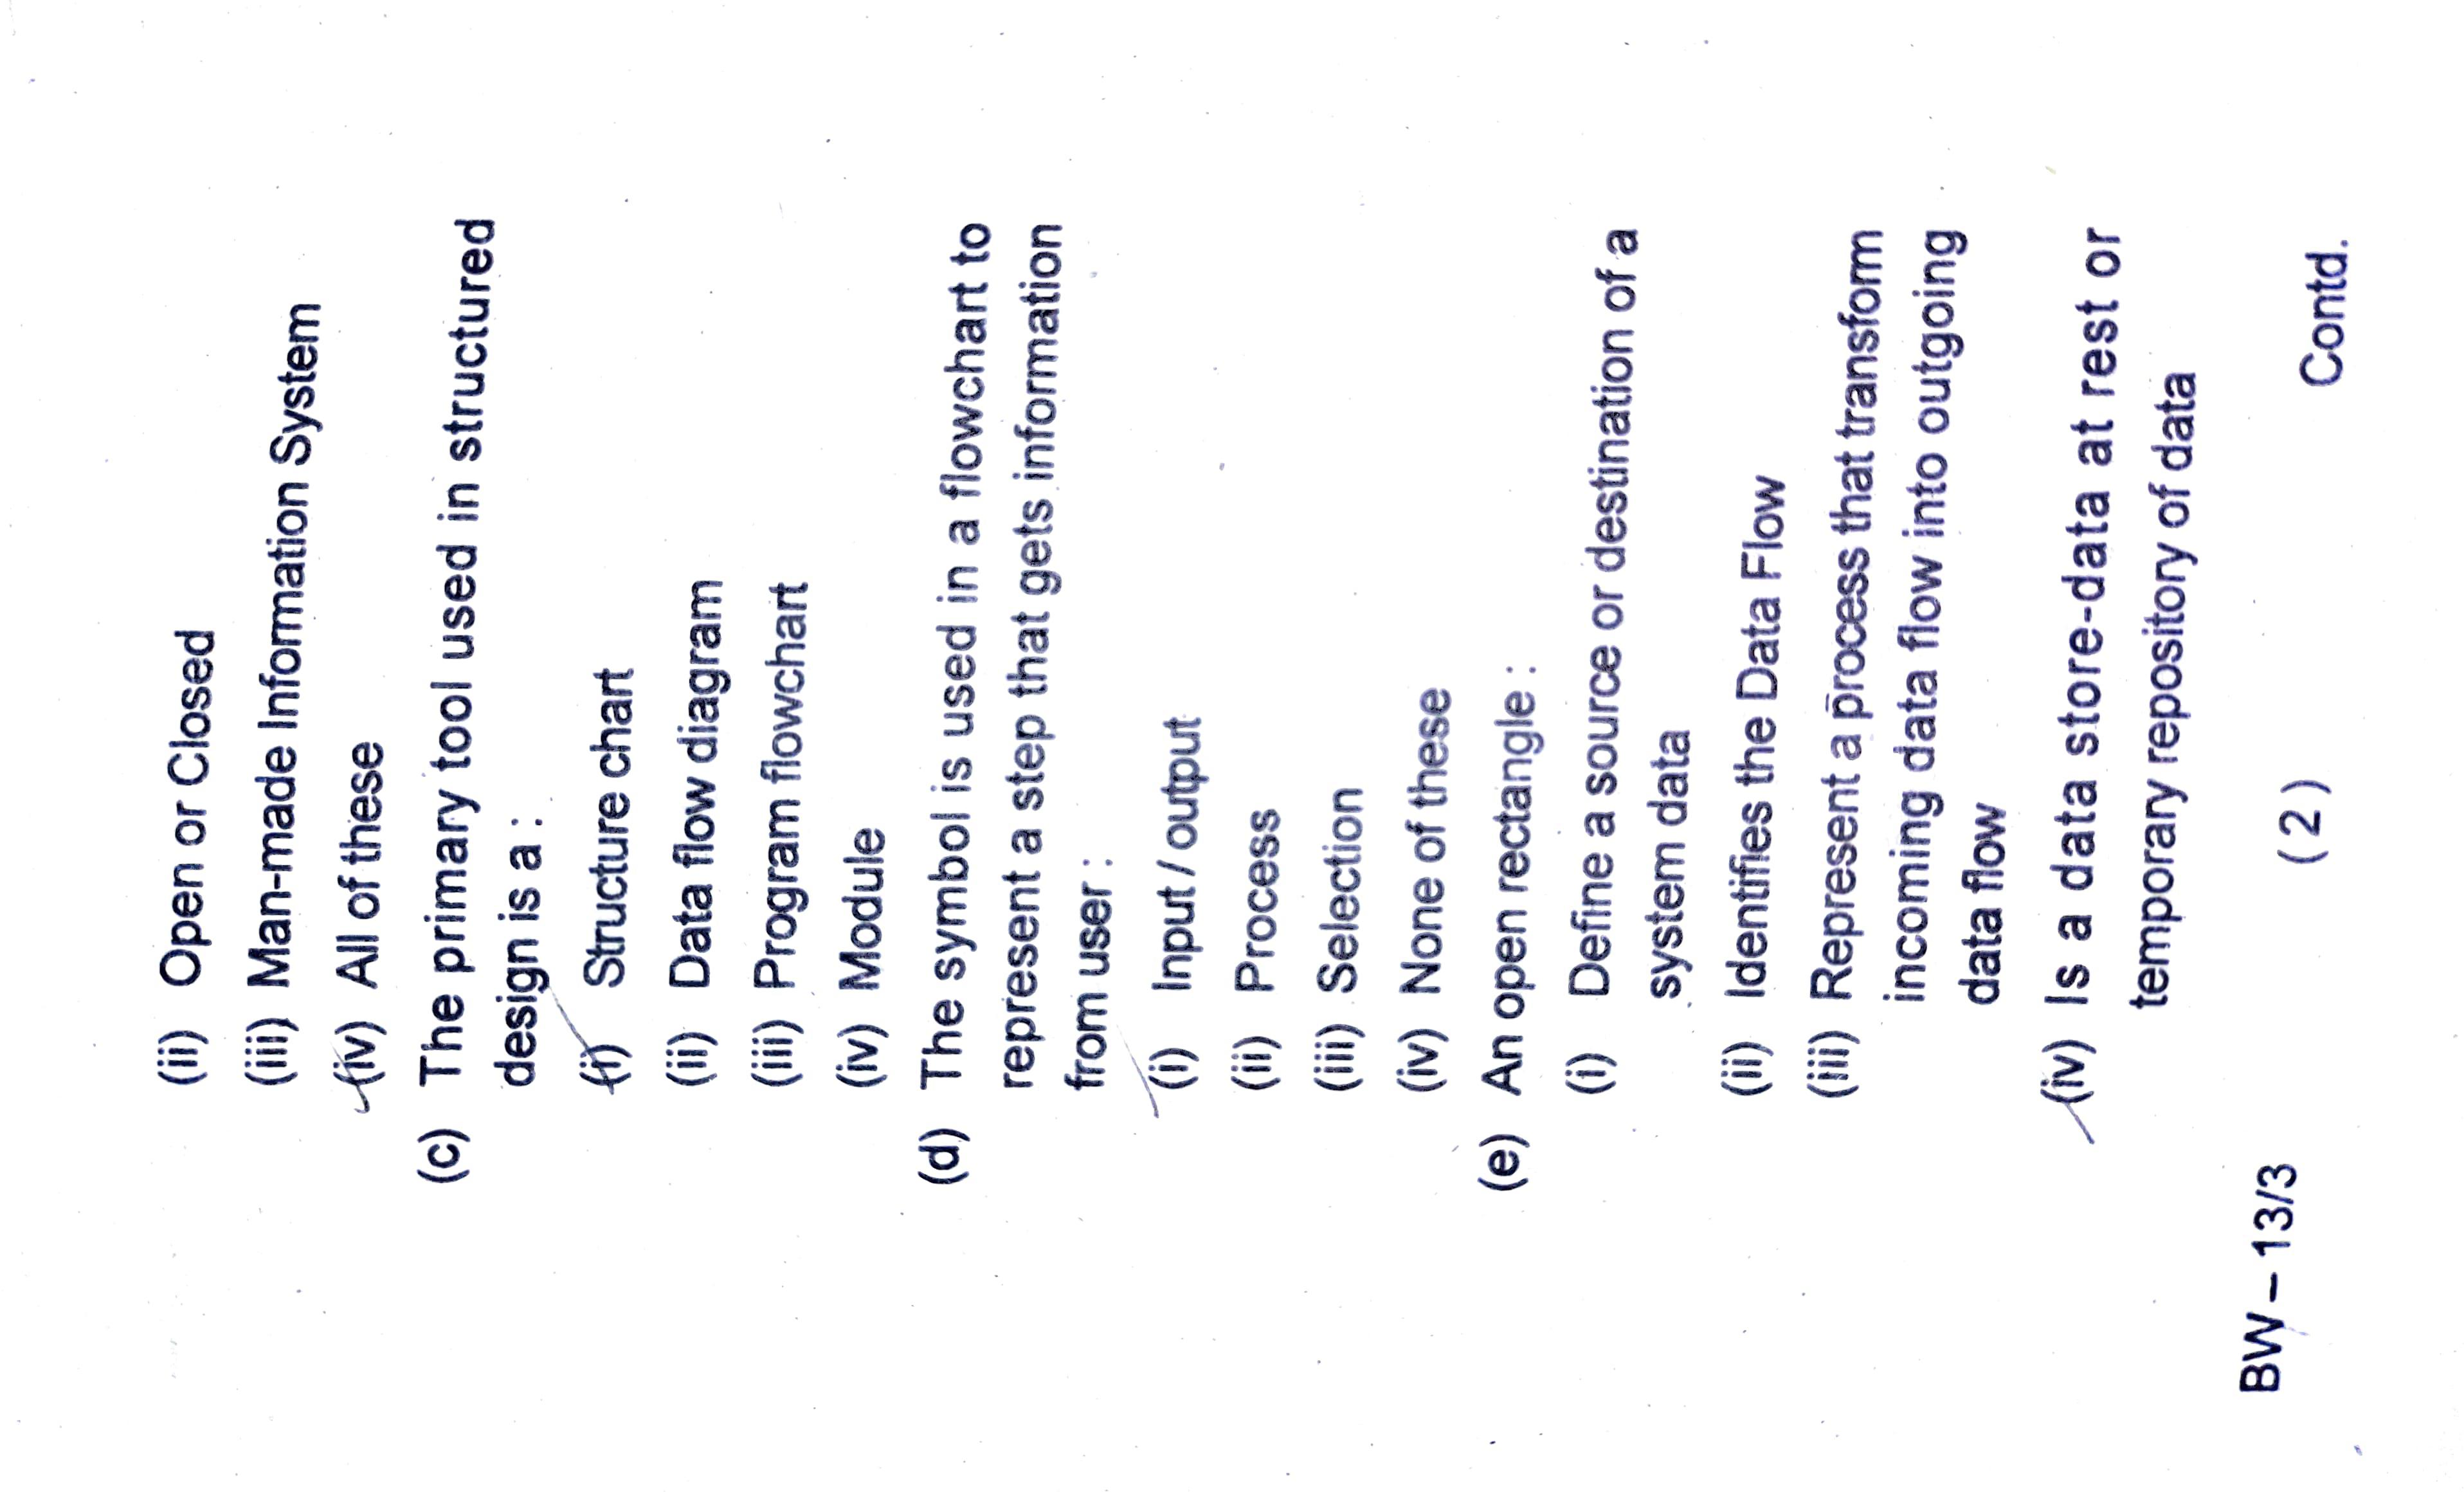 (ii) Open or Closed
(iii) Man-made Information System
(iv) All of these
(c) The primary tool used in structured
design is a :
(i) Structure chart
(ii) Data flow diagram
(iii) Program flowchart
(iv) Module
(d) The symbol is used in a flowchart to
represent a step that gets information
from user :
(i) Input / output
(ii) Process
(iii) Selection
(iv) None of these
(e) An open rectangle :
(i) Define a source or destination of a
system data
(ii) Identifies the Data Flow
(iii) Represent a process that transform
incoming data flow into outgoing
data flow
(iv) Is a data store-data at rest or
temporary repository of data
BW – 13/3
( 2 )
Contd.